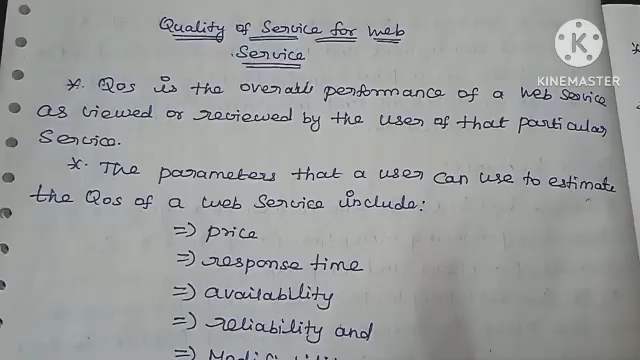 Quality of Service for web
Service
*. Qos is the overall performance of a web service
as viewed or reviewed by the user of that particular
Service.
*. The parameters that a user can use to estimate
the Qos of a web Service include:
=) price
=) response time
=) availability
=) reliability and
=) Modifiability
K
KINEMASTER